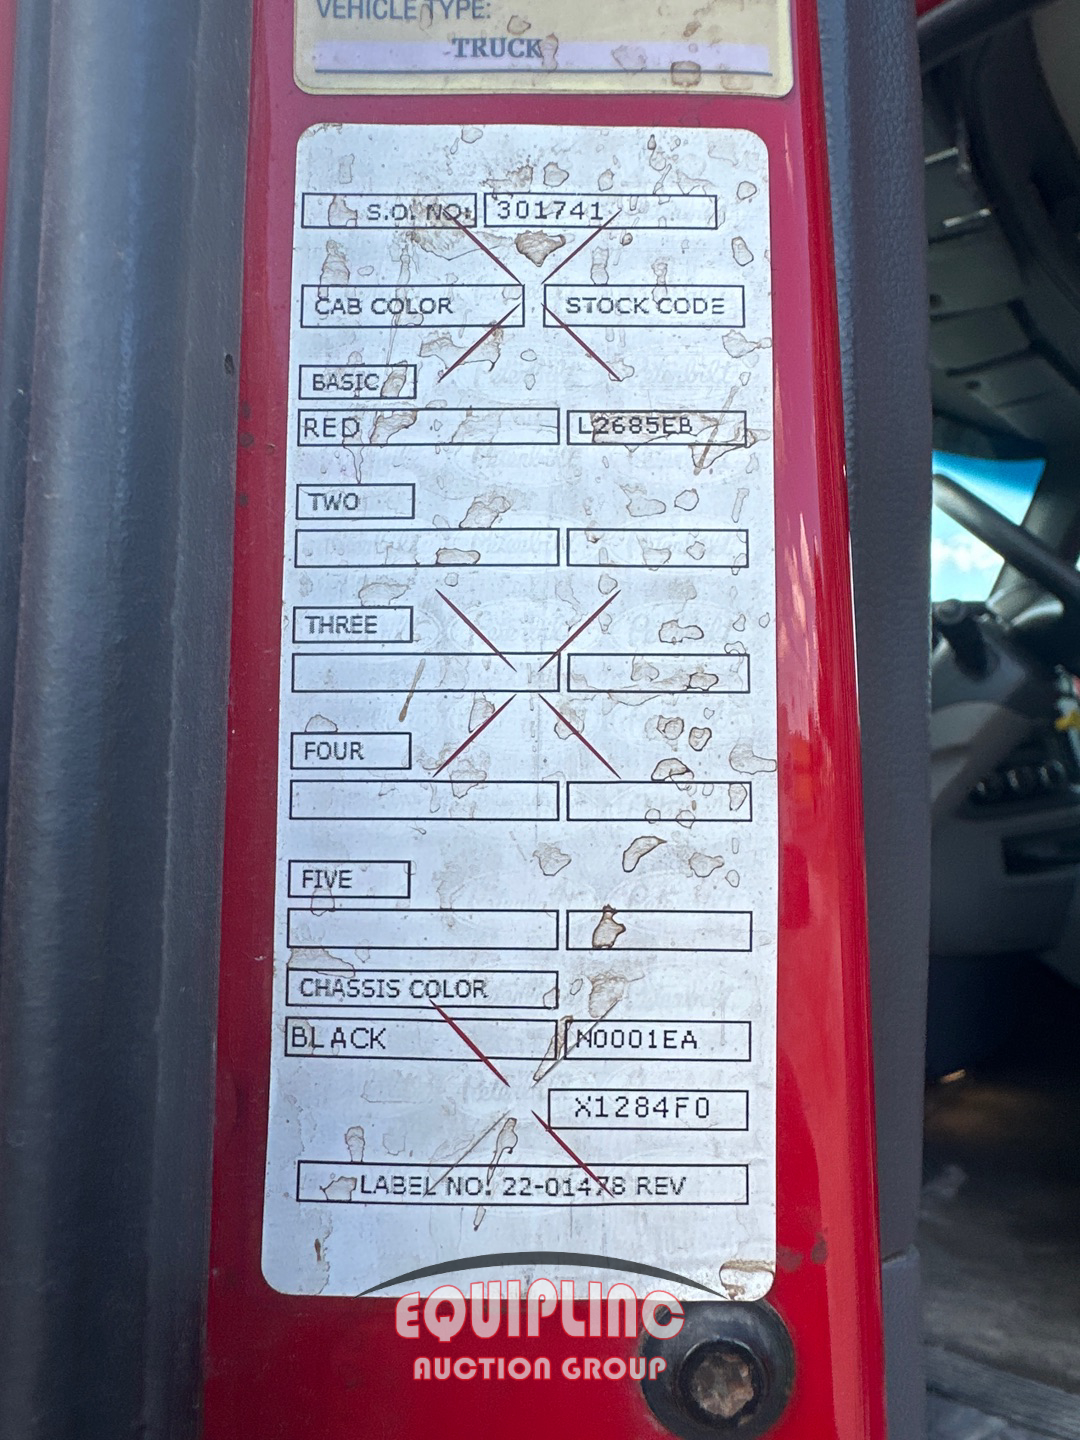 VEHICLE TYPE:
TRUCK
S.O. NO: 301741
CAB COLOR STOCK CODE
BASIC
RED L2685EB
TWO
THREE
FOUR
FIVE
CHASSIS COLOR
BLACK N0001EA
X1284F0
LABEL NO. 22-01478 REV
EQUIPLINC
AUCTION GROUP